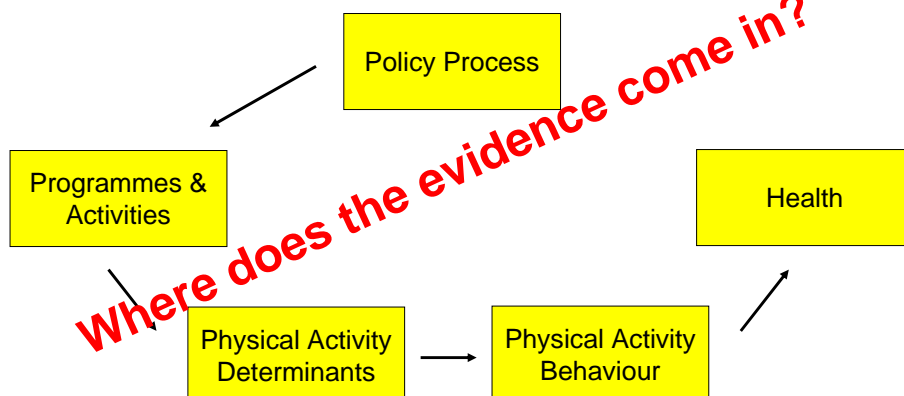 Policy Process
Where does the evidence come in?
Programmes &
Activities
Health
Physical Activity
Determinants
Physical Activity
Behaviour